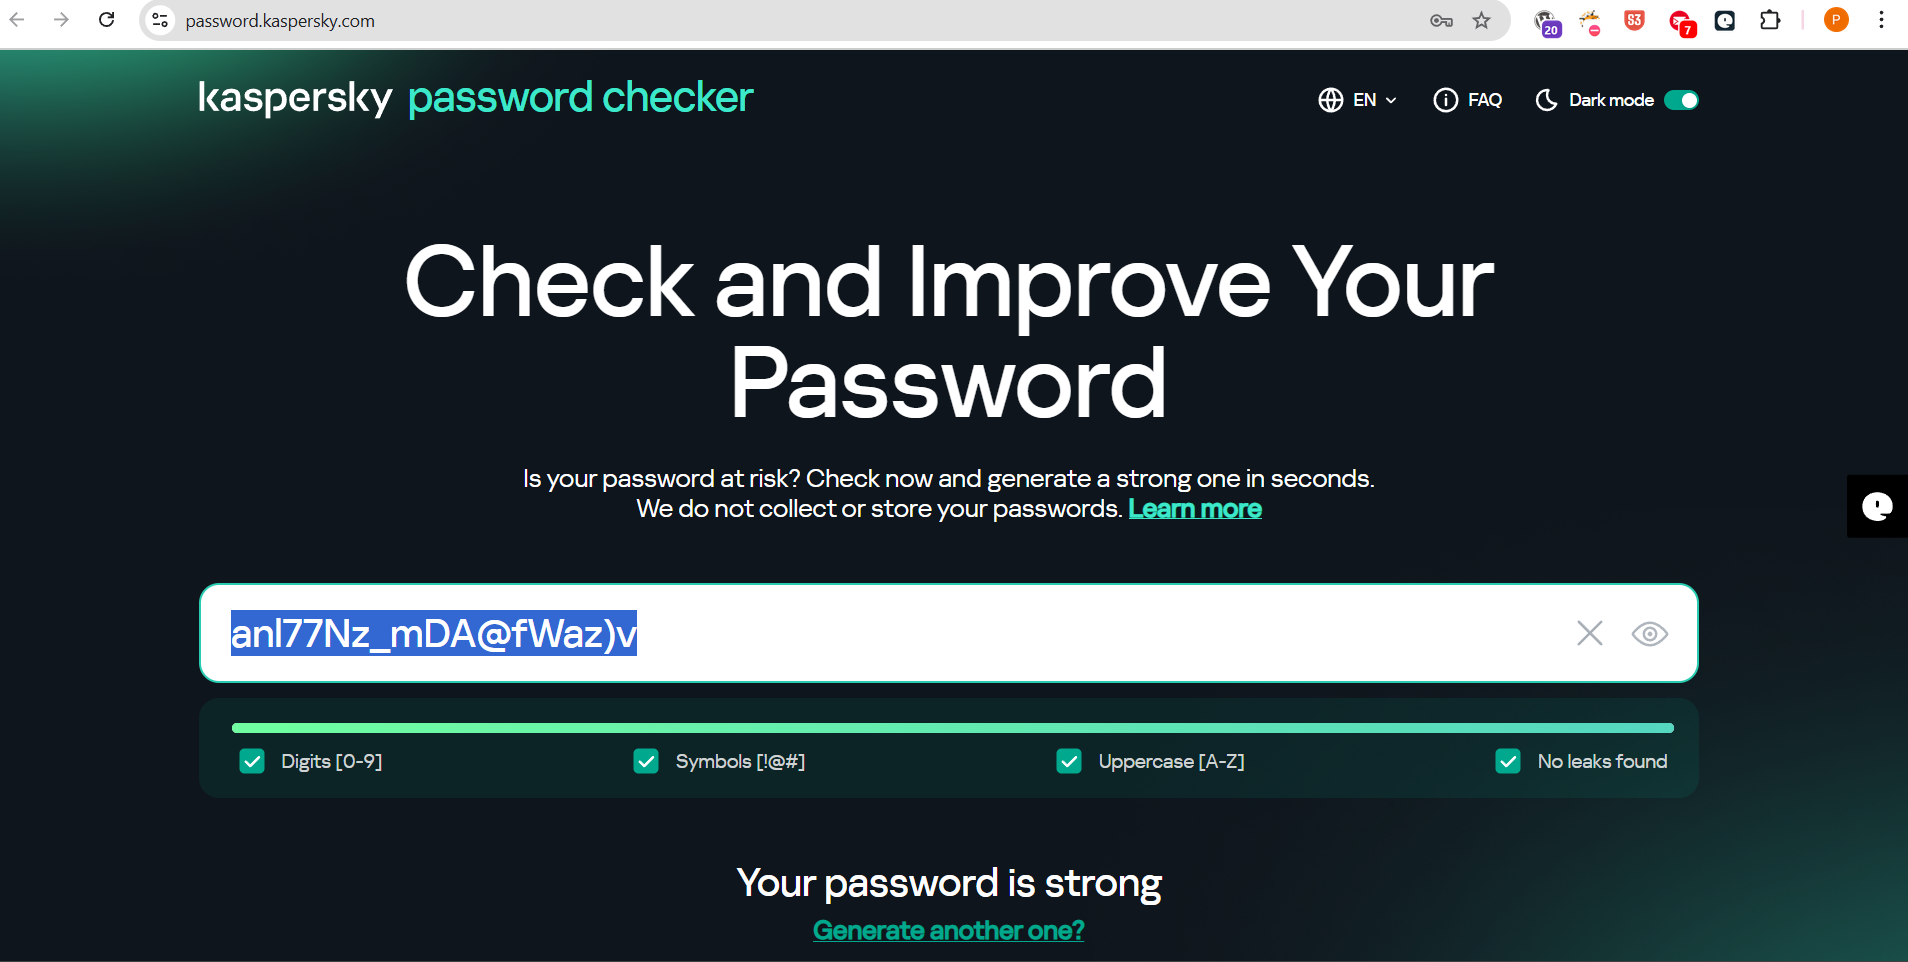 password.kaspersky.com
20
S3
7
P
kaspersky password checker
EN
FAQ
Dark mode
Check and Improve Your
Password
Is your password at risk? Check now and generate a strong one in seconds.
We do not collect or store your passwords. Learn more
anl77Nz_mDA@fWaz)v
Digits [0-9]
Symbols [!@#]
Uppercase [A-Z]
No leaks found
Your password is strong
Generate another one?